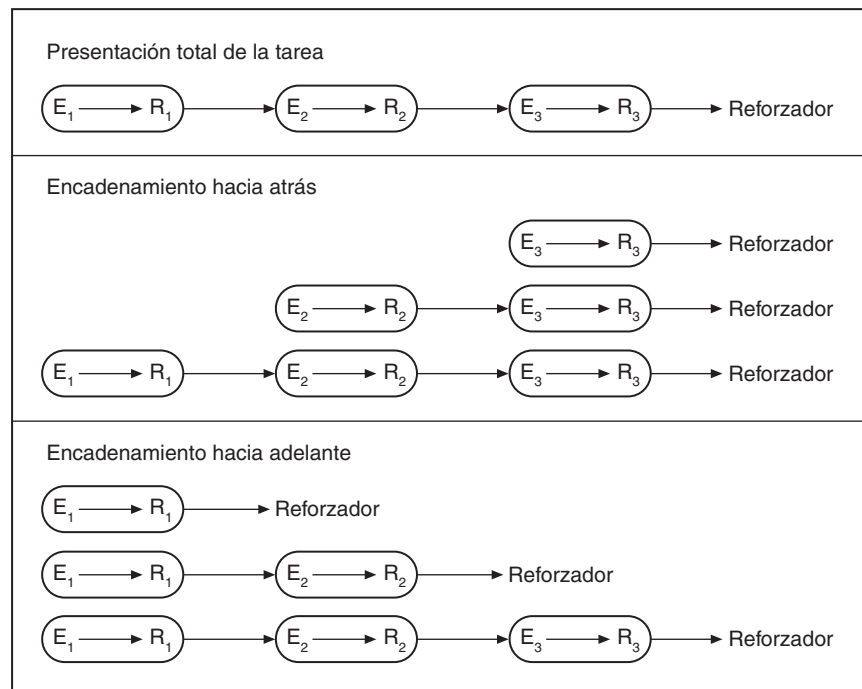 Presentación total de la tarea
E₁ R₁ E₂ R₂ E₃ R₃ Reforzador
Encadenamiento hacia atrás
E₃ R₃ Reforzador
E₂ R₂ E₃ R₃ Reforzador
E₁ R₁ E₂ R₂ E₃ R₃ Reforzador
Encadenamiento hacia adelante
E₁ R₁ Reforzador
E₁ R₁ E₂ R₂ Reforzador
E₁ R₁ E₂ R₂ E₃ R₃ Reforzador